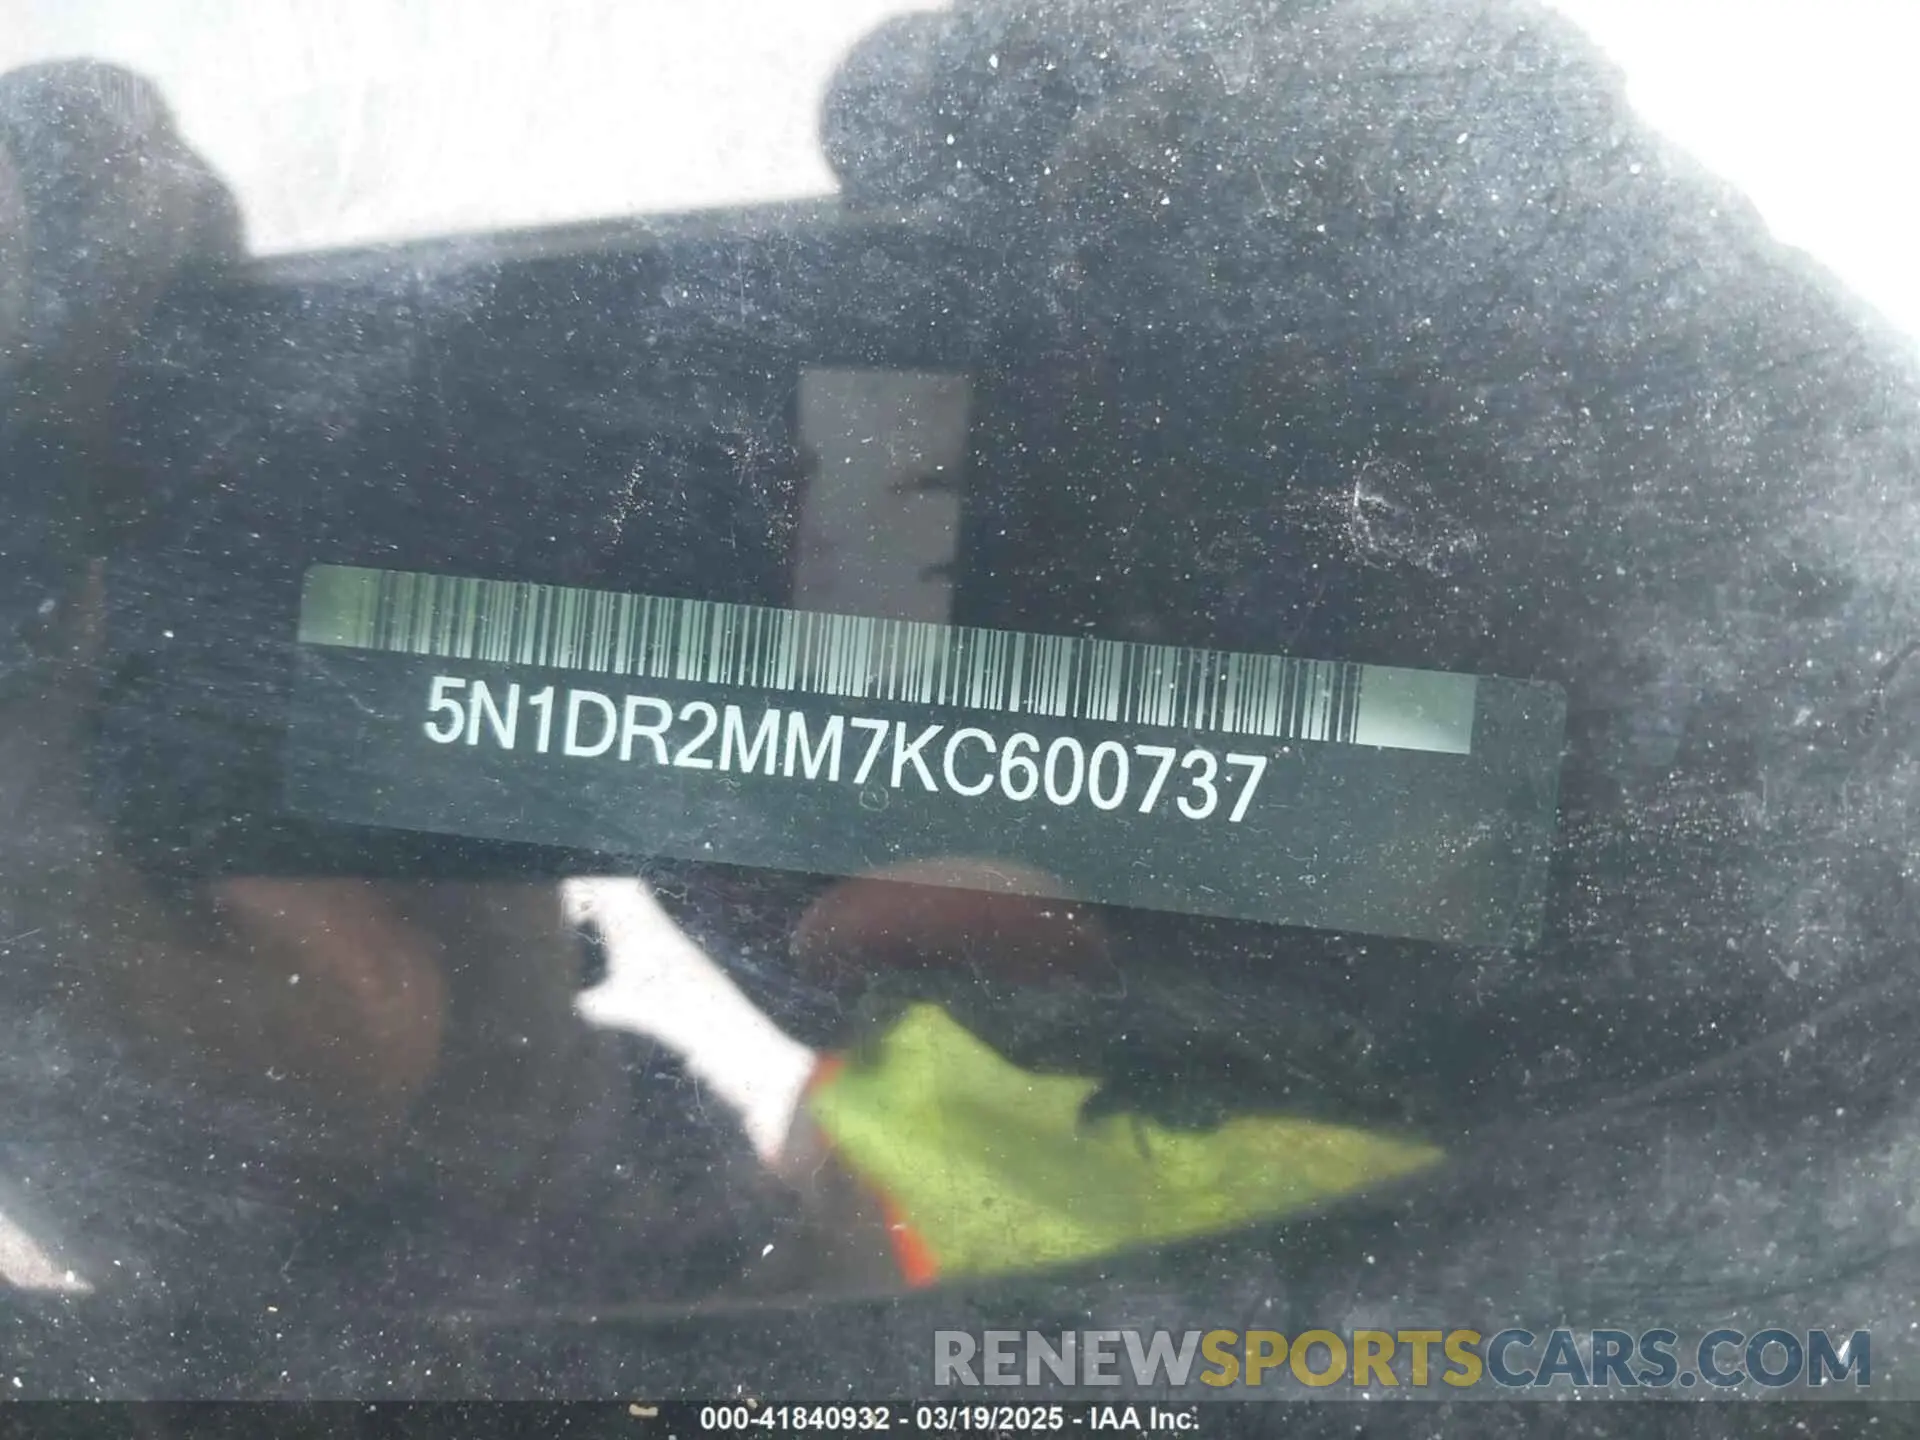 5N1DR2MM7KC600737
RENEWSPORTSCARS.COM
000-41840932 - 03/19/2025 - IAA Inc.